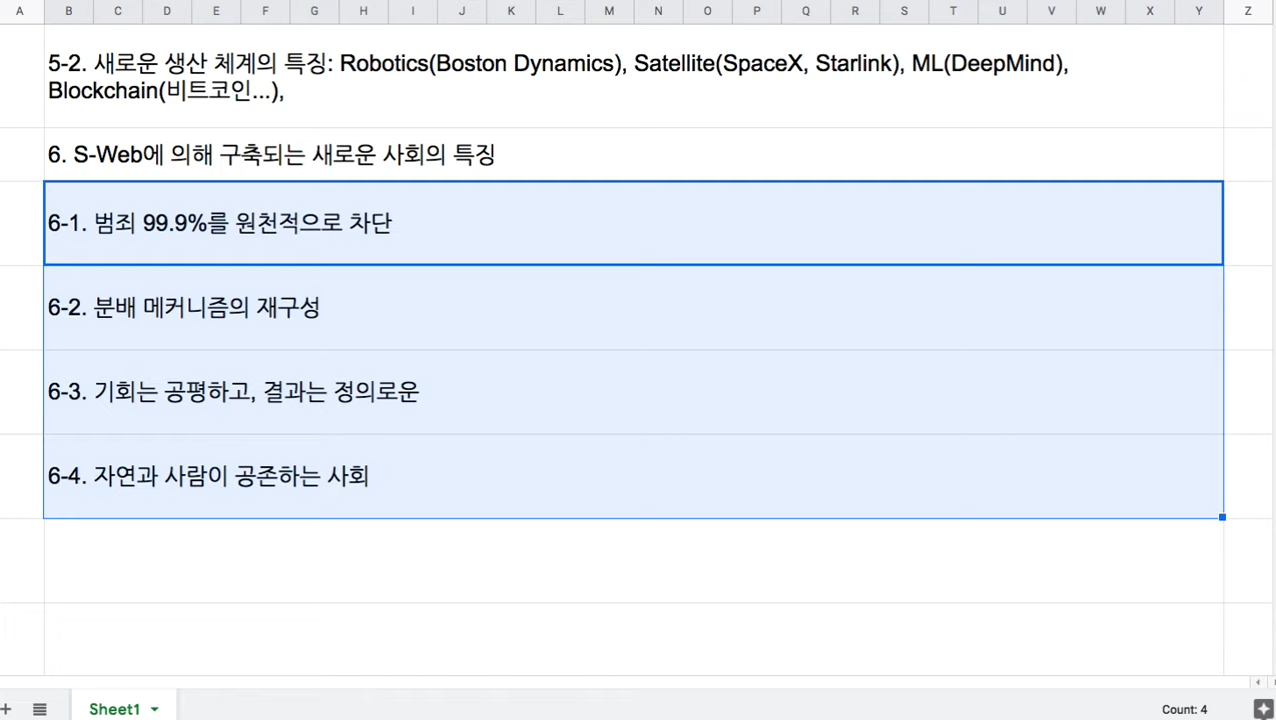 A B C D E F G H I J K L M N O P Q R S T U V W X Y Z
5-2. 새로운 생산 체계의 특징: Robotics(Boston Dynamics), Satellite(SpaceX, Starlink), ML(DeepMind),
Blockchain(비트코인...),
6. S-Web에 의해 구축되는 새로운 사회의 특징
6-1. 범죄 99.9%를 원천적으로 차단
6-2. 분배 메커니즘의 재구성
6-3. 기회는 공평하고, 결과는 정의로운
6-4. 자연과 사람이 공존하는 사회
Sheet1
Count: 4